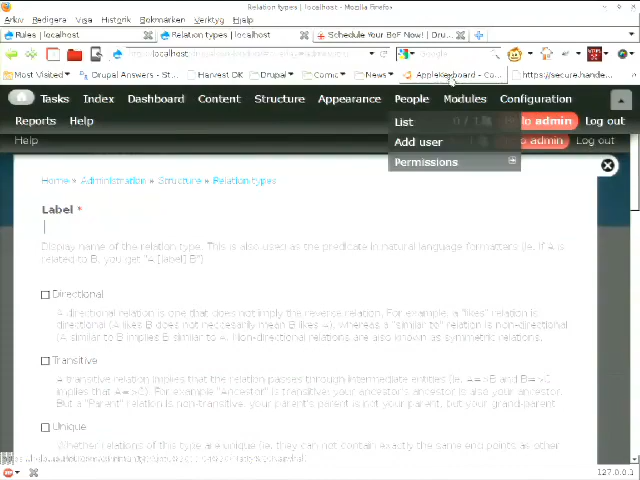 Relation types | localhost - Mozilla Firefox
Arkiv Redigera Visa Historik Bokmärken Verktyg Hjälp
Rules | localhost Relation types | localhost Schedule Your BoF Now! | Dru...
localhost google
Most Visited Drupal Answers - St... Harvest DK Drupal Comic News AppleKeyboard - Co... https://secure.hande...
Tasks Index Dashboard Content Structure Appearance People Modules Configuration
Reports Help List admin Log out
Help Add user admin Log out
Permissions
Home » Administration » Structure » Relation types
Label *
Display name of the relation type. This is also used as the predicate in natural language formatters (ie. if A is
related to B, you get "A [label] B")
Directional
A directional relation is one that does not imply the reverse relation. For example, a "likes" relation is
directional (A likes B does not neccesarily mean B likes A), whereas a "similar to" relation is non-directional
(A similar to B implies B similar to A. Non-directional relations are also known as symmetric relations.
Transitive
A transitive relation implies that the relation passes through intermediate entities (ie. A=>B and B=>C
implies that A=>C). For example "Ancestor" is transitive: your ancestor's ancestor is also your ancestor.
But a "Parent" relation is non-transitive, your parent's parent is not your parent, but your grand-parent.
Unique
Whether relations of this type are unique (ie. they can not contain exactly the same end points as other
127.0.0.1